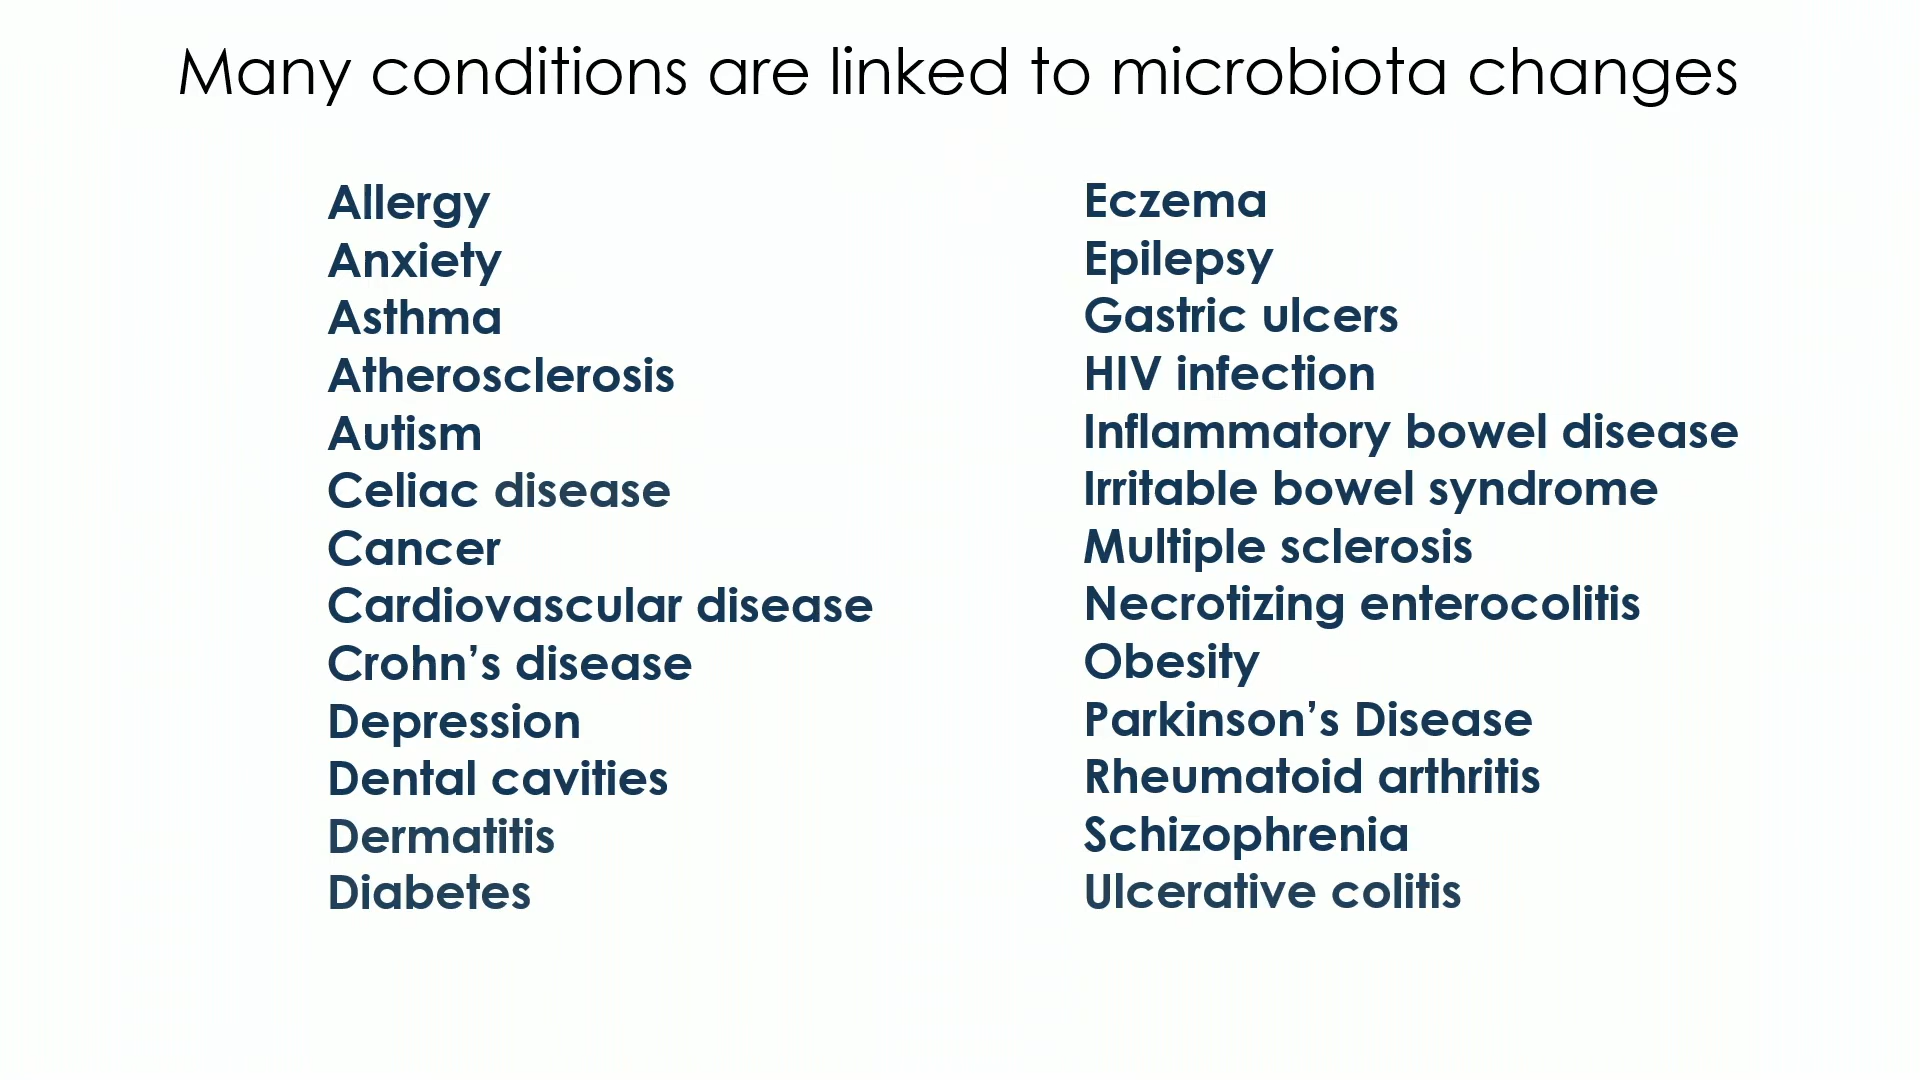 Many conditions are linked to microbiota changes
Allergy
Anxiety
Asthma
Atherosclerosis
Autism
Celiac disease
Cancer
Cardiovascular disease
Crohn’s disease
Depression
Dental cavities
Dermatitis
Diabetes
Eczema
Epilepsy
Gastric ulcers
HIV infection
Inflammatory bowel disease
Irritable bowel syndrome
Multiple sclerosis
Necrotizing enterocolitis
Obesity
Parkinson’s Disease
Rheumatoid arthritis
Schizophrenia
Ulcerative colitis